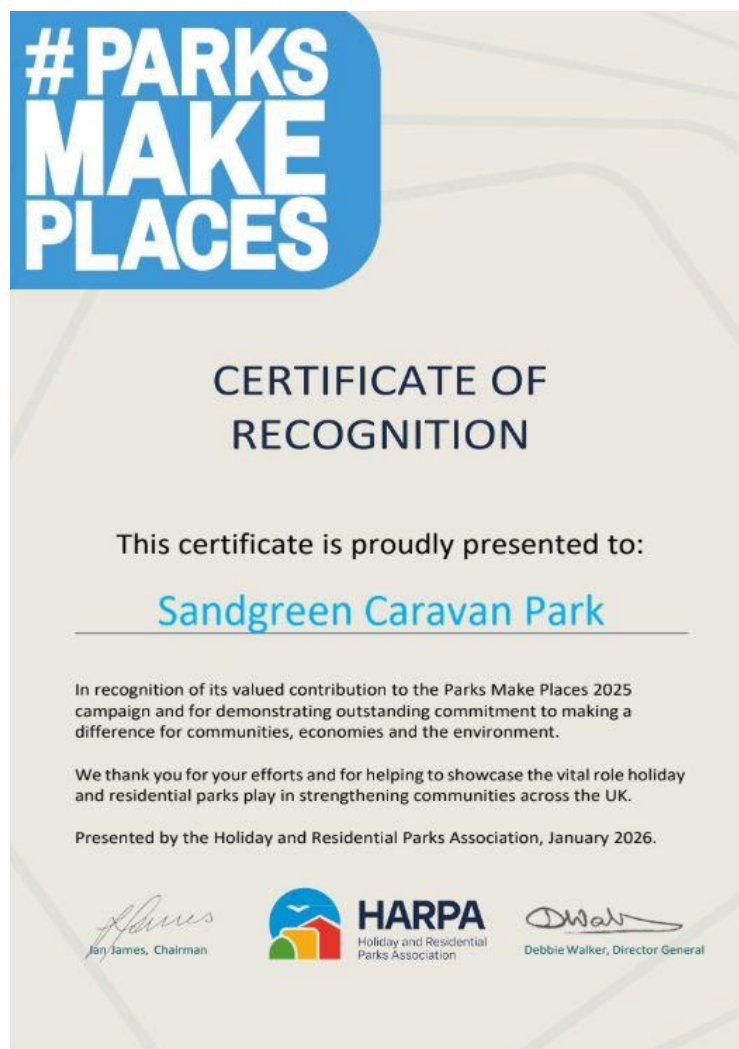 #PARKS
MAKE
PLACES
CERTIFICATE OF
RECOGNITION
This certificate is proudly presented to:
Sandgreen Caravan Park
In recognition of its valued contribution to the Parks Make Places 2025
campaign and for demonstrating outstanding commitment to making a
difference for communities, economies and the environment.
We thank you for your efforts and for helping to showcase the vital role holiday
and residential parks play in strengthening communities across the UK.
Presented by the Holiday and Residential Parks Association, January 2026.
James, Chairman
HARPA
Holiday and Residential
Parks Association
Debbie Walker, Director General